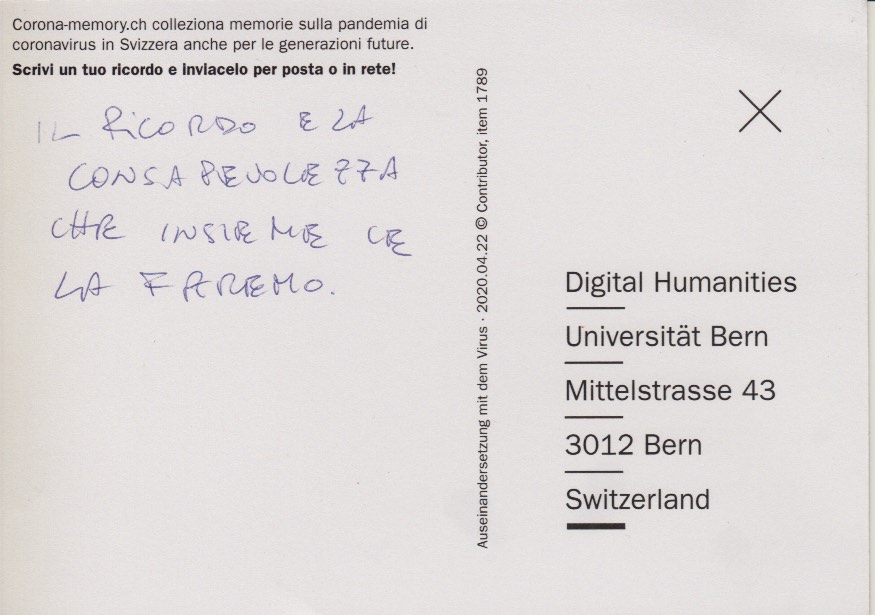 Corona-memory.ch colleziona memorie sulla pandemia di
coronavirus in Svizzera anche per le generazioni future.
Scrivi un tuo ricordo e inviacelo per posta o in rete!
IL RICORDO E LA
CONSAPEVOLEZZA
CHE INSIEME CE
LA FAREMO.
Auseinandersetzung mit dem Virus · 2020.04.22 © Contributor, item 1789
Digital Humanities
Universität Bern
Mittelstrasse 43
3012 Bern
Switzerland